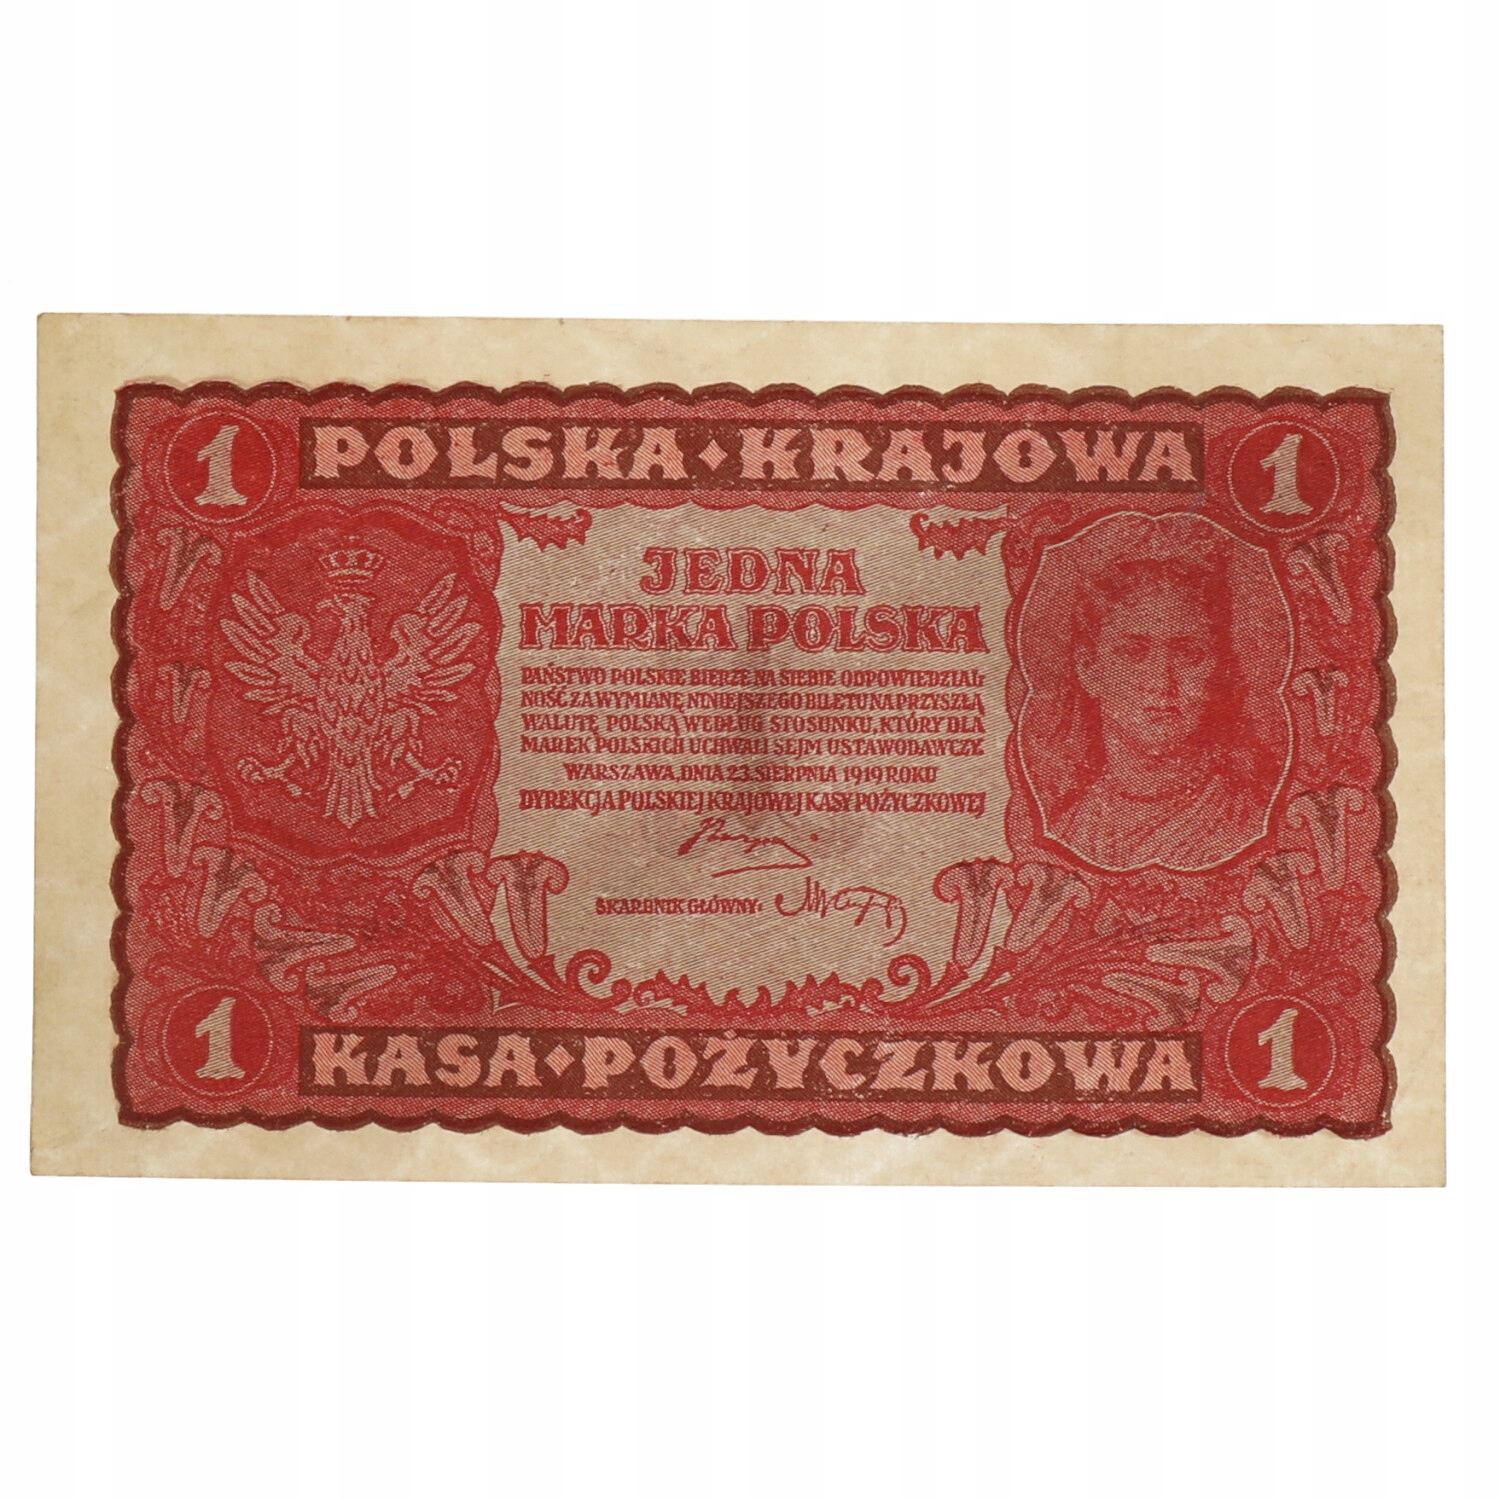 1 POLSKA · KRAJOWA 1
JEDNA
MARKA POLSKA
PAŃSTWO POLSKIE BIERZE NA SIEBIE ODPOWIEDZIAL-
NOŚĆ ZA WYMIANĘ NINIEJSZEGO BILETU NA PRZYSZŁĄ
WALUTĘ POLSKĄ WEDŁUG STOSUNKU, KTÓRY DLA
MAREK POLSKICH UCHWALI SEJM USTAWODAWCZY.
WARSZAWA, DNIA 23. SIERPNIA 1919 ROKU
DYREKCJA POLSKIEJ KRAJOWEJ KASY POŻYCZKOWEJ
SKARBNIK GŁÓWNY:
1 KASA · POŻYCZKOWA 1